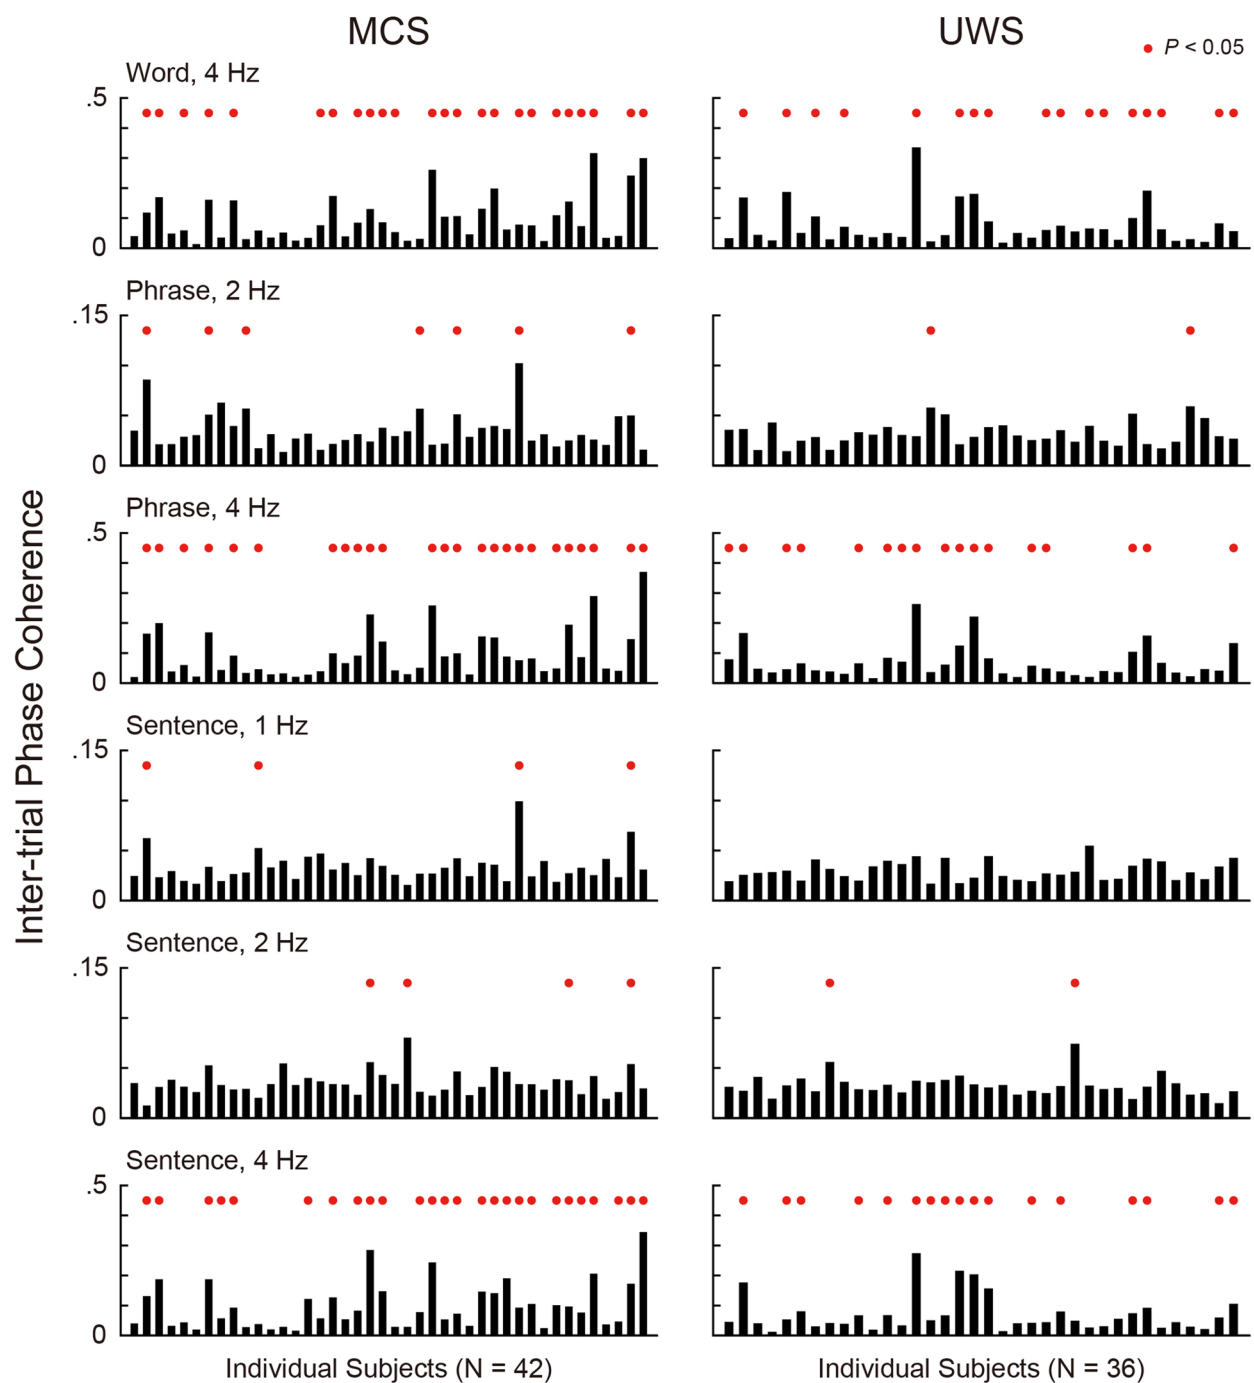 MCS
UWS
P < 0.05
Word, 4 Hz
.5
0
Phrase, 2 Hz
.15
0
Phrase, 4 Hz
.5
0
Sentence, 1 Hz
.15
0
Sentence, 2 Hz
.15
0
Sentence, 4 Hz
.5
0
Inter-trial Phase Coherence
Individual Subjects (N = 42)
Individual Subjects (N = 36)